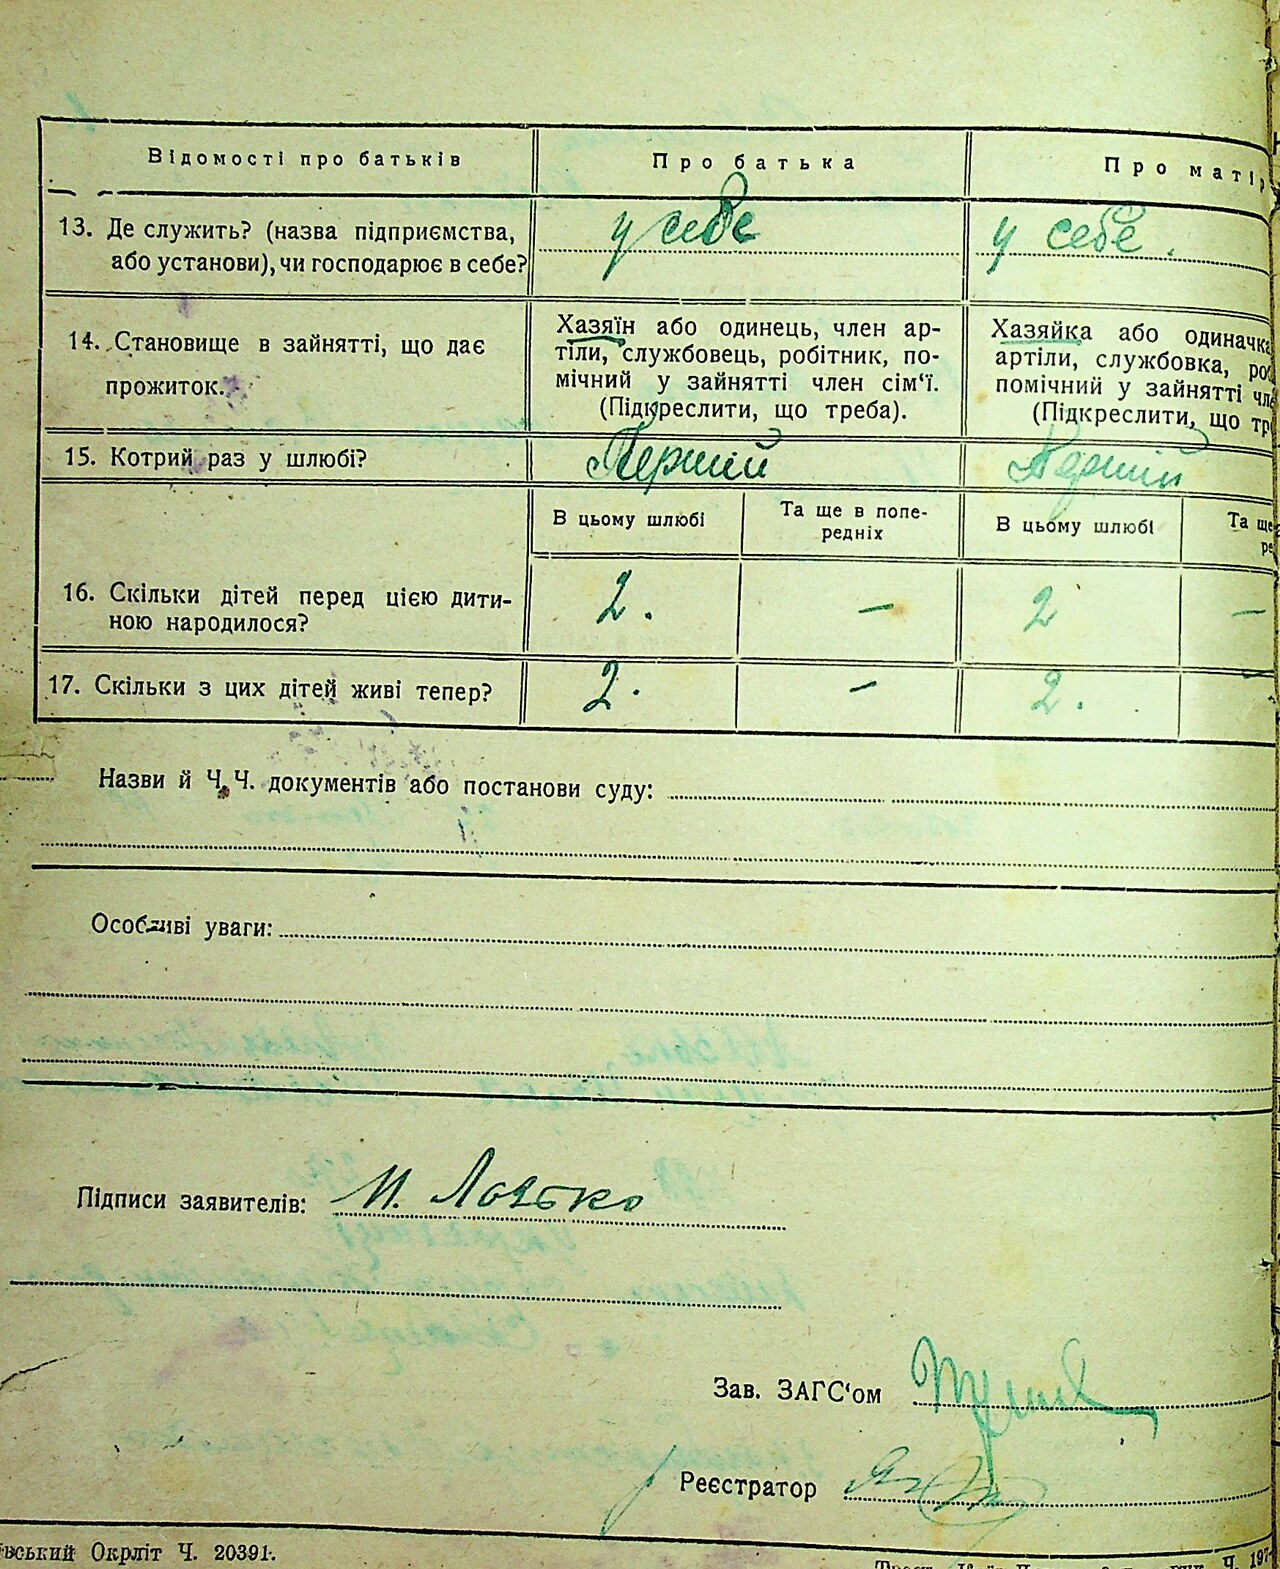 Відомості про батьків Про батька Про матір
13. Де служить? (назва підприємства, у себе у себе.
або установи), чи господарює в себе?
14. Становище в зайнятті, що дає
прожиток.
Хазяїн або одинець, член ар-
тіли, службовець, робітник, по-
мічний у зайнятті член сім‘ї.
(Підкреслити, що треба).
Хазяйка або одиначка
артіли, службовка,
помічний у зайнятті
(Підкреслити, що
15. Котрий раз у шлюбі? Перший Перший
В цьому шлюбі Та ще в попе-
редніх
В цьому шлюбі Та ще
16. Скільки дітей перед цією дити- 2. — 2 —
ною народилося?
17. Скільки з цих дітей живі тепер? 2. — 2. —
Назви й Ч.Ч. документів або постанови суду:
Особливі уваги:
Підписи заявителів: И. Лозько
Зав. ЗАГС‘ом
Реєстратор
Окрліт Ч. 20391.